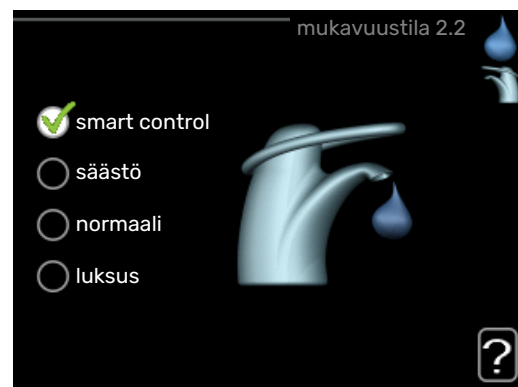 mukavuustila 2.2
smart control
säästö
normaali
luksus
?